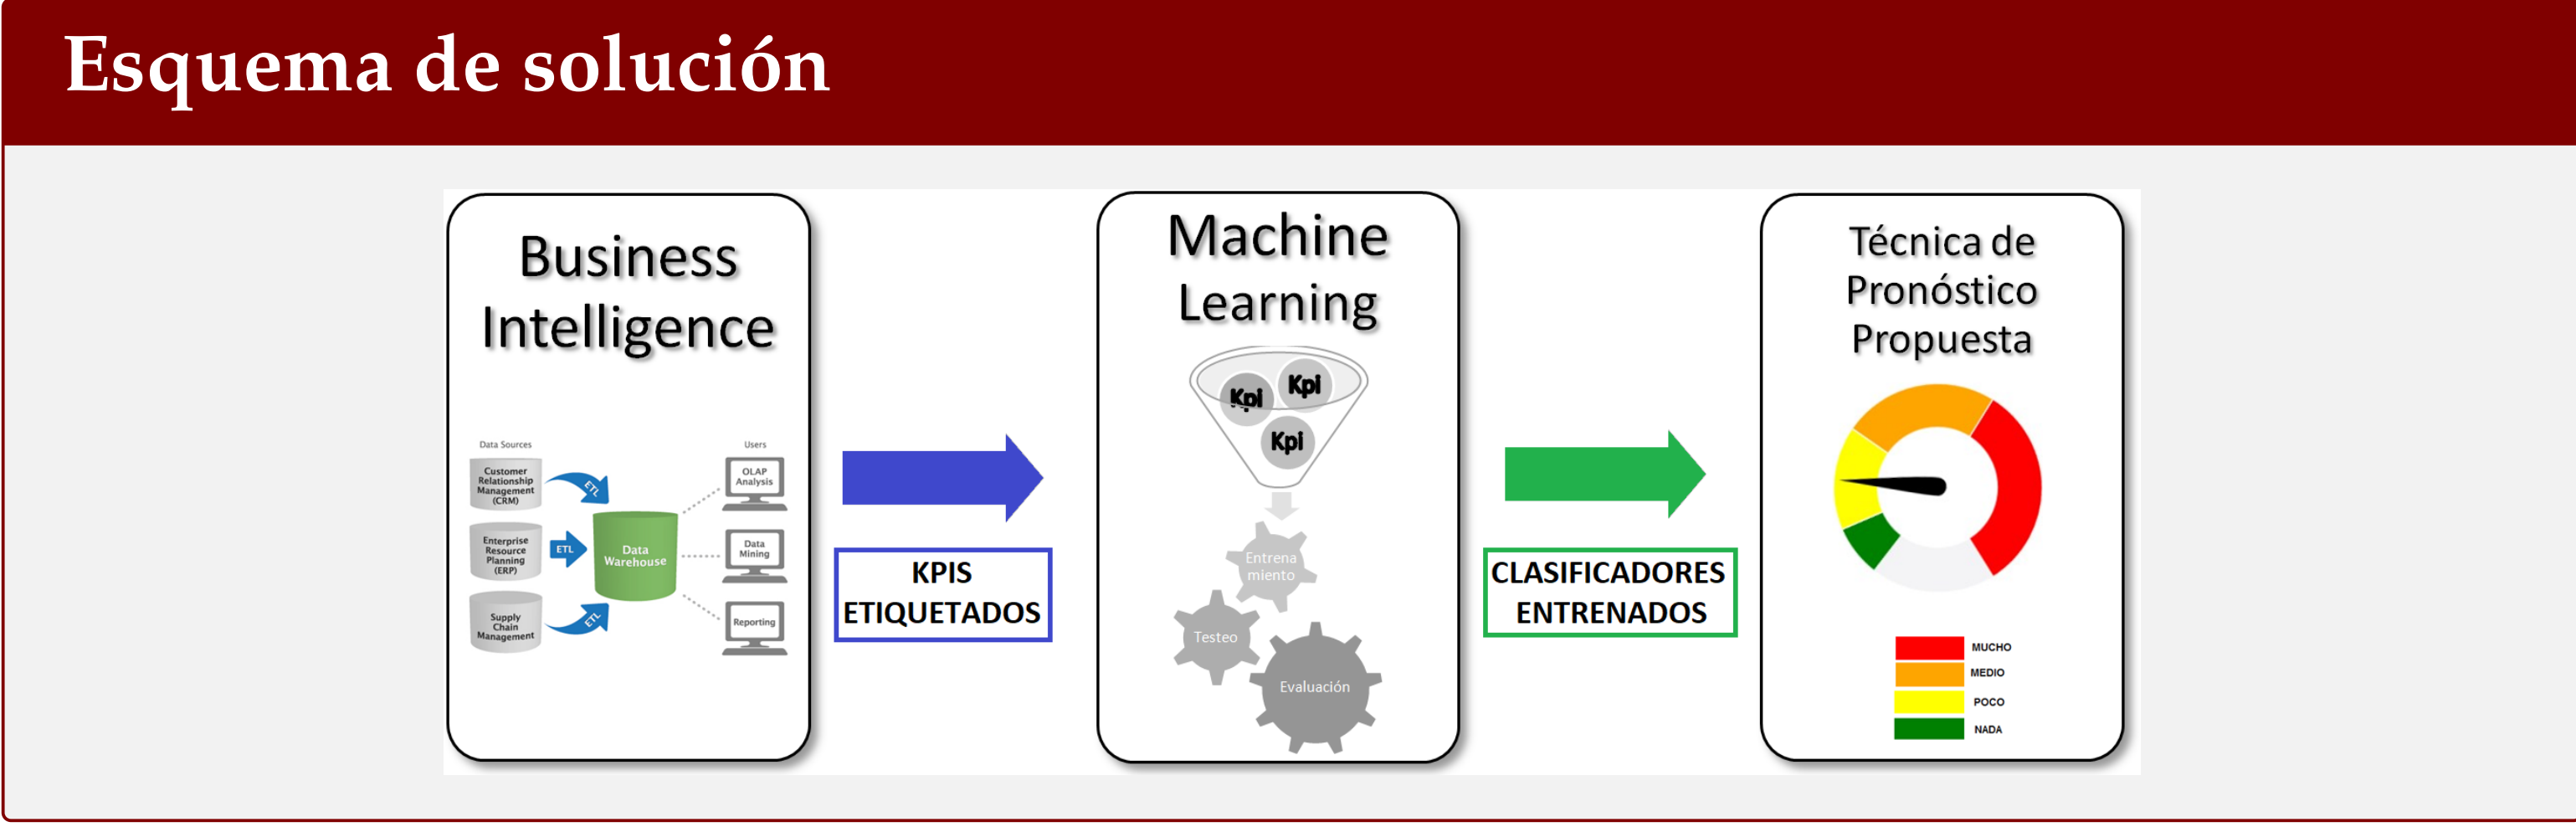 Esquema de solución
Business
Intelligence
Data Sources
Users
Customer
Relationship
Management
(CRM)
ETL
OLAP
Analysis
Enterprise
Resource
Planning
(ERP)
ETL
Data
Warehouse
Data
Mining
Supply
Chain
Management
ETL
Reporting
KPIS
ETIQUETADOS
Machine
Learning
Kpi
Kpi
Kpi
Entrena
miento
Testeo
Evaluación
CLASIFICADORES
ENTRENADOS
Técnica de
Pronóstico
Propuesta
MUCHO
MEDIO
POCO
NADA